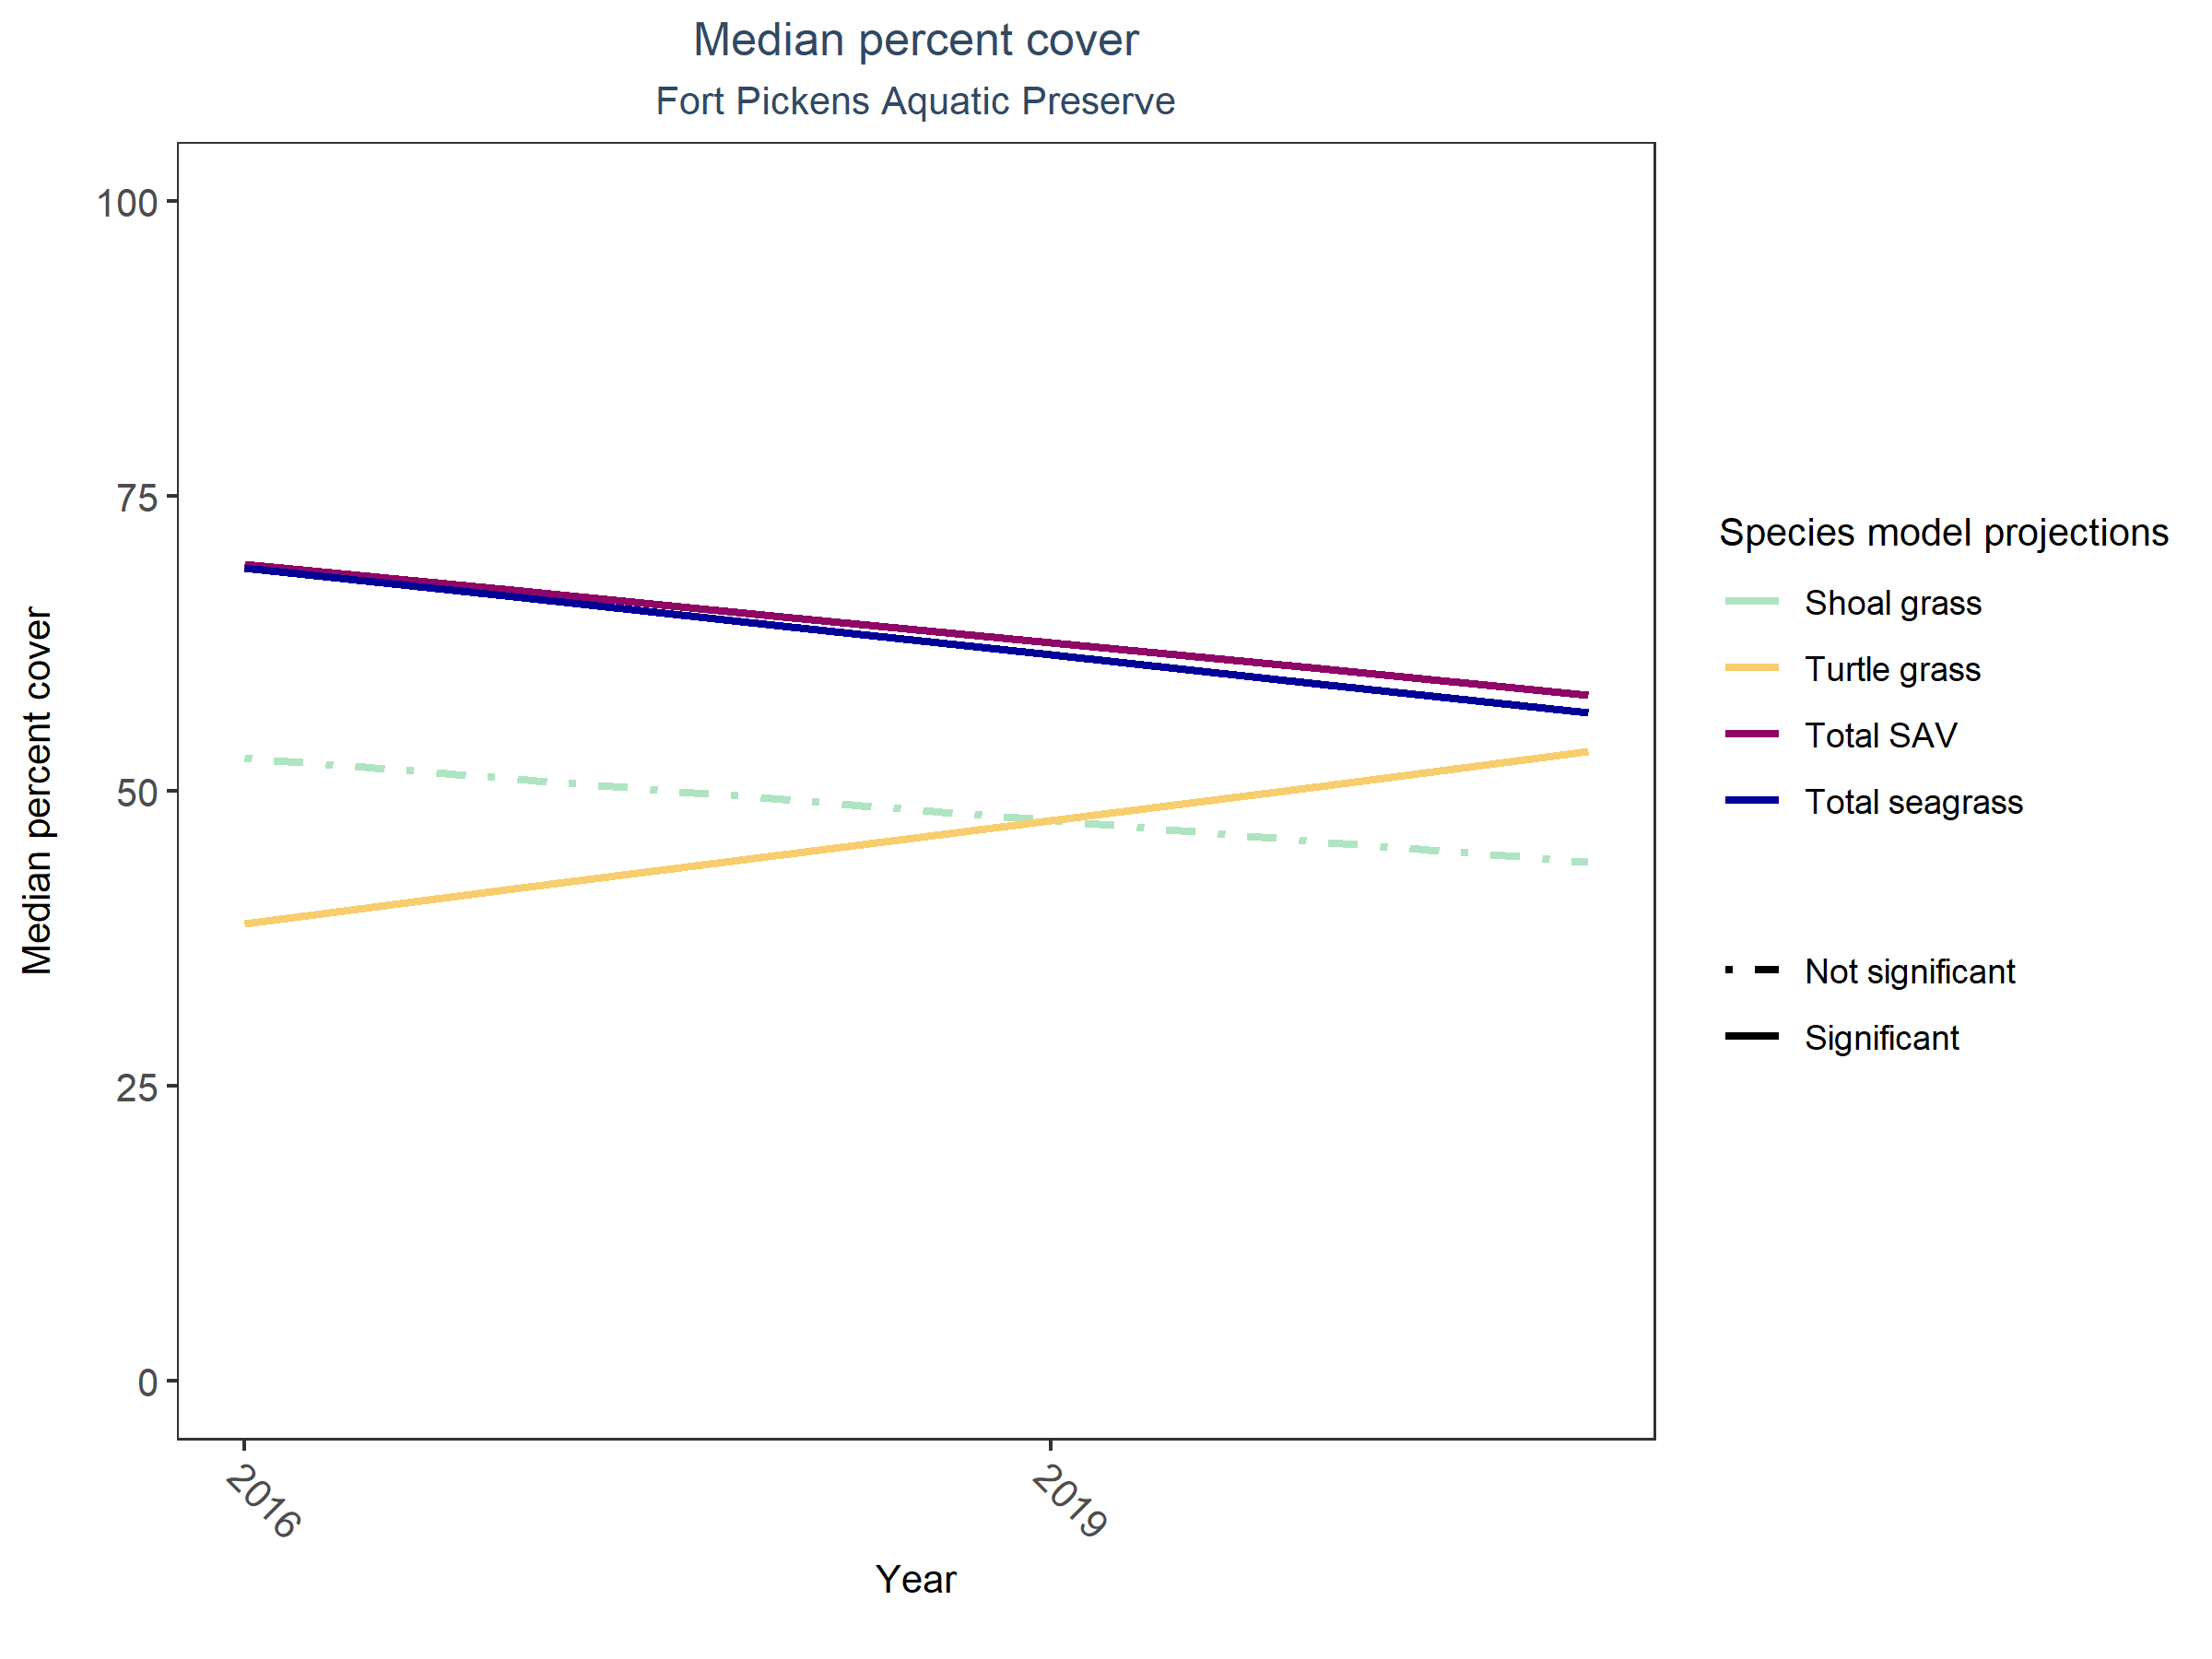 Median percent cover
Fort Pickens Aquatic Preserve
Median percent cover
100
75
50
25
0
2016
2019
Year
Species model projections
Shoal grass
Turtle grass
Total SAV
Total seagrass
Not significant
Significant